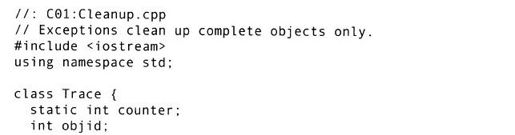 //: C01:Cleanup.cpp
// Exceptions clean up complete objects only.
#include <iostream>
using namespace std;
class Trace {
static int counter;
int objid;